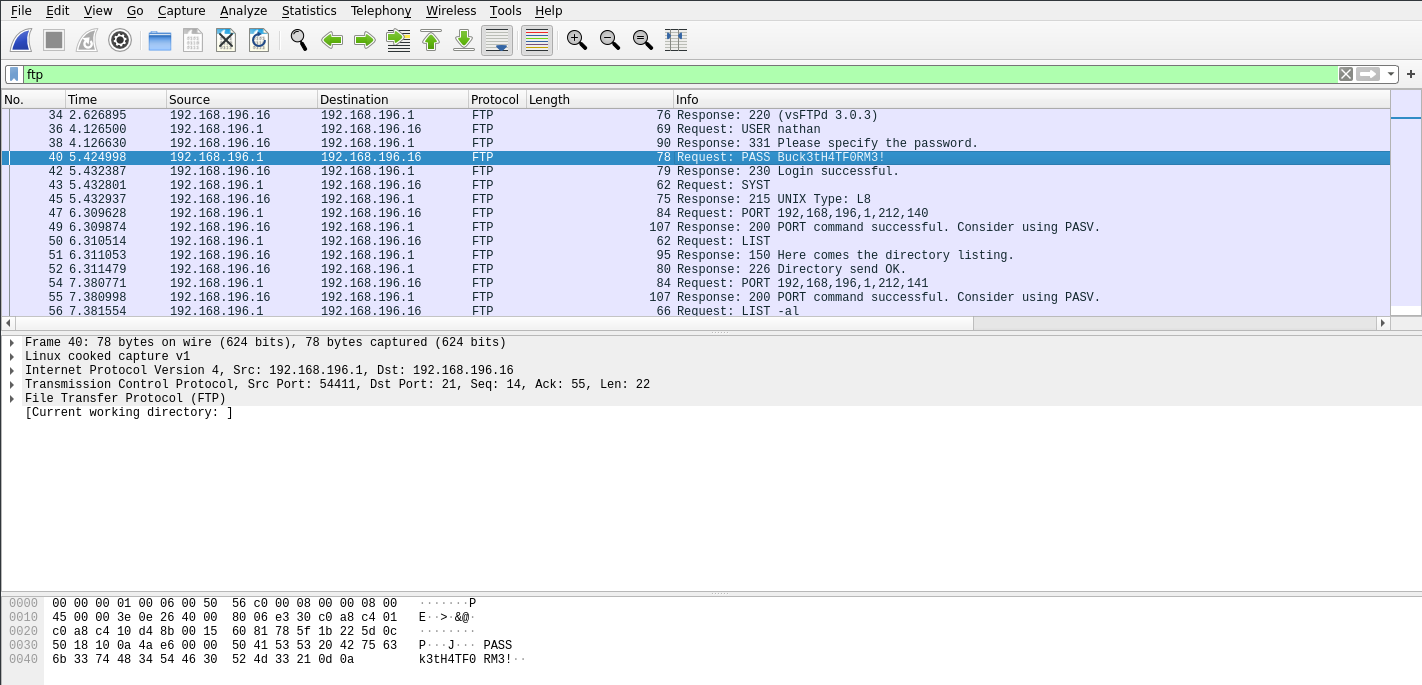 File Edit View Go Capture Analyze Statistics Telephony Wireless Tools Help
ftp
No. Time Source Destination Protocol Length Info
34 2.626895 192.168.196.16 192.168.196.1 FTP 76 Response: 220 (vsFTPd 3.0.3)
36 4.126500 192.168.196.1 192.168.196.16 FTP 69 Request: USER nathan
38 4.126630 192.168.196.16 192.168.196.1 FTP 90 Response: 331 Please specify the password.
40 5.424998 192.168.196.1 192.168.196.16 FTP 78 Request: PASS Buck3tH4TF0RM3!
42 5.432387 192.168.196.16 192.168.196.1 FTP 79 Response: 230 Login successful.
43 5.432801 192.168.196.1 192.168.196.16 FTP 62 Request: SYST
45 5.432937 192.168.196.16 192.168.196.1 FTP 75 Response: 215 UNIX Type: L8
47 6.309628 192.168.196.1 192.168.196.16 FTP 84 Request: PORT 192,168,196,1,212,140
49 6.309874 192.168.196.16 192.168.196.1 FTP 107 Response: 200 PORT command successful. Consider using PASV.
50 6.310514 192.168.196.1 192.168.196.16 FTP 62 Request: LIST
51 6.311053 192.168.196.16 192.168.196.1 FTP 95 Response: 150 Here comes the directory listing.
52 6.311479 192.168.196.16 192.168.196.1 FTP 80 Response: 226 Directory send OK.
54 7.380771 192.168.196.1 192.168.196.16 FTP 84 Request: PORT 192,168,196,1,212,141
55 7.380998 192.168.196.16 192.168.196.1 FTP 107 Response: 200 PORT command successful. Consider using PASV.
56 7.381554 192.168.196.1 192.168.196.16 FTP 66 Request: LIST -al
Frame 40: 78 bytes on wire (624 bits), 78 bytes captured (624 bits)
Linux cooked capture v1
Internet Protocol Version 4, Src: 192.168.196.1, Dst: 192.168.196.16
Transmission Control Protocol, Src Port: 54411, Dst Port: 21, Seq: 14, Ack: 55, Len: 22
File Transfer Protocol (FTP)
[Current working directory: ]
0000 00 00 00 01 00 06 00 50 56 c0 00 08 00 00 08 00 ·······P
0010 45 00 00 3e 0e 26 40 00 80 06 e3 30 c0 a8 c4 01 E··>·&@·
0020 c0 a8 c4 10 d4 8b 00 15 60 81 78 5f 1b 22 5d 0c ········
0030 50 18 10 0a 4a e6 00 00 50 41 53 53 20 42 75 63 P···J··· PASS
0040 6b 33 74 48 34 54 46 30 52 4d 33 21 0d 0a k3tH4TF0 RM3!··